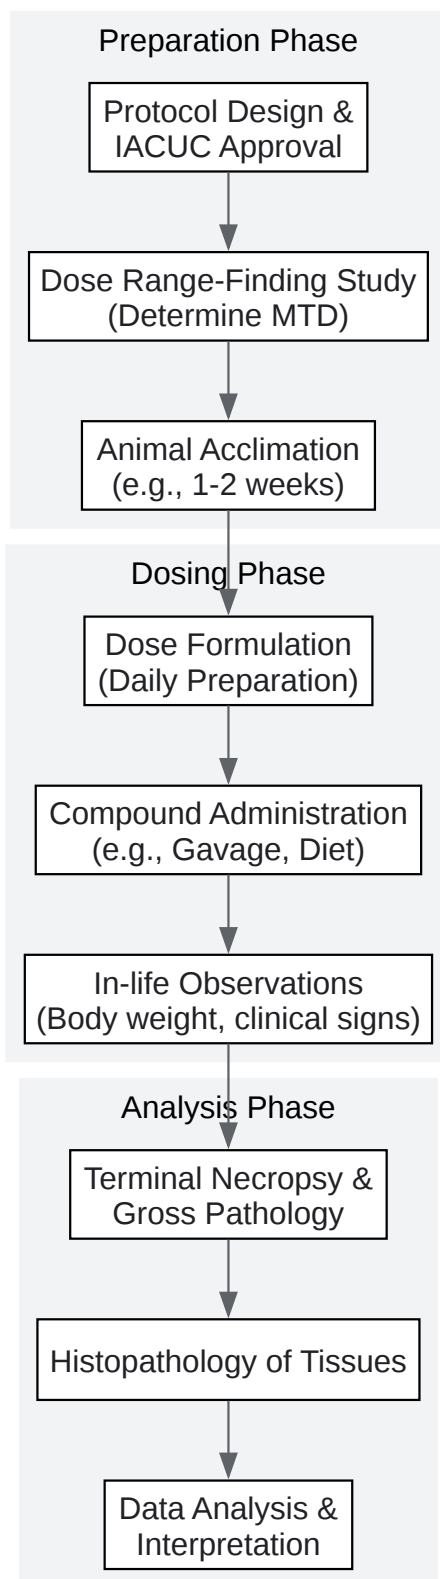 Preparation Phase
Protocol Design &
IACUC Approval
Dose Range-Finding Study
(Determine MTD)
Animal Acclimation
(e.g., 1-2 weeks)
Dosing Phase
Dose Formulation
(Daily Preparation)
Compound Administration
(e.g., Gavage, Diet)
In-life Observations
(Body weight, clinical signs)
Analysis Phase
Terminal Necropsy &
Gross Pathology
Histopathology of Tissues
Data Analysis &
Interpretation